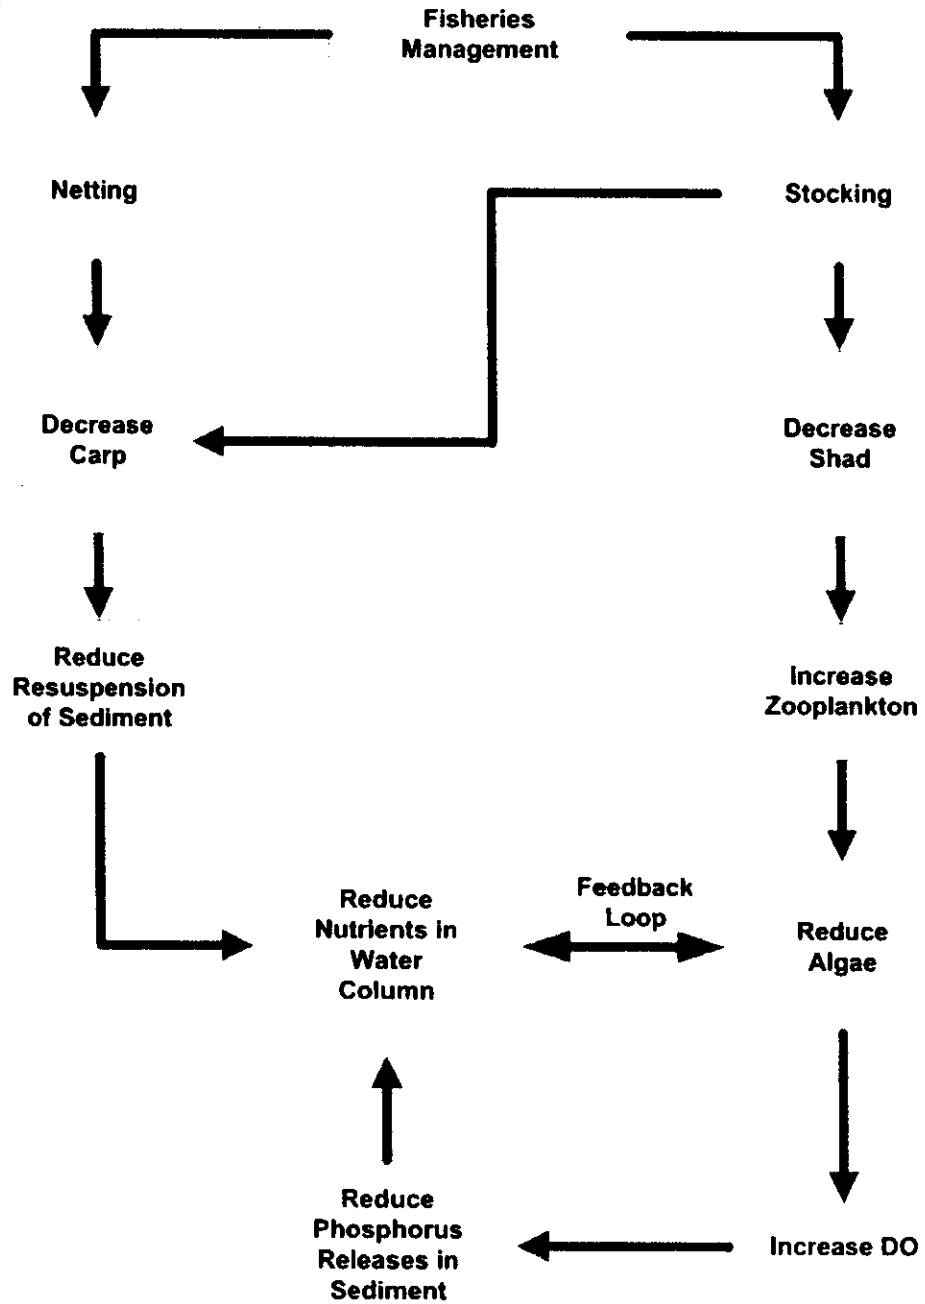 Fisheries
Management
Netting
Stocking
Decrease
Carp
Decrease
Shad
Reduce
Resuspension
of Sediment
Increase
Zooplankton
Reduce
Nutrients in
Water
Column
Feedback
Loop
Reduce
Algae
Reduce
Phosphorus
Releases in
Sediment
Increase DO